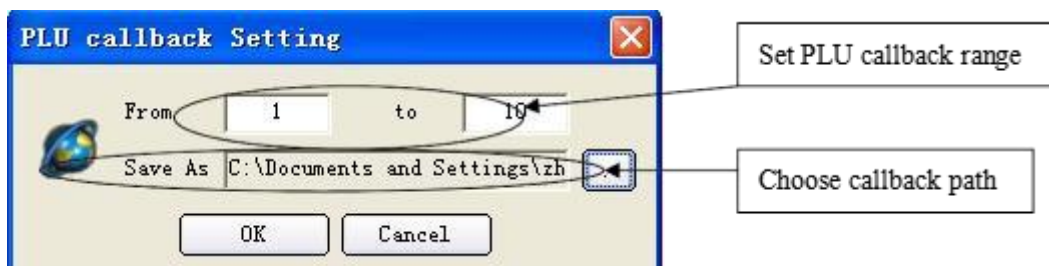 PLU callback Setting
Set PLU callback range
From 1 to 10
Save As C:\Documents and Settings\zh
Choose callback path
OK Cancel